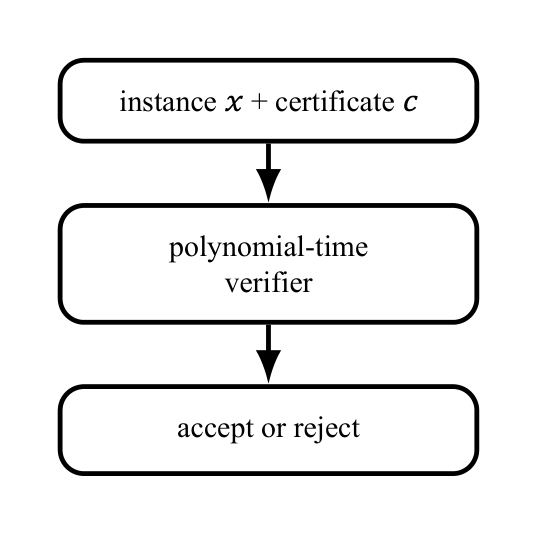 instance x + certificate c
polynomial-time
verifier
accept or reject